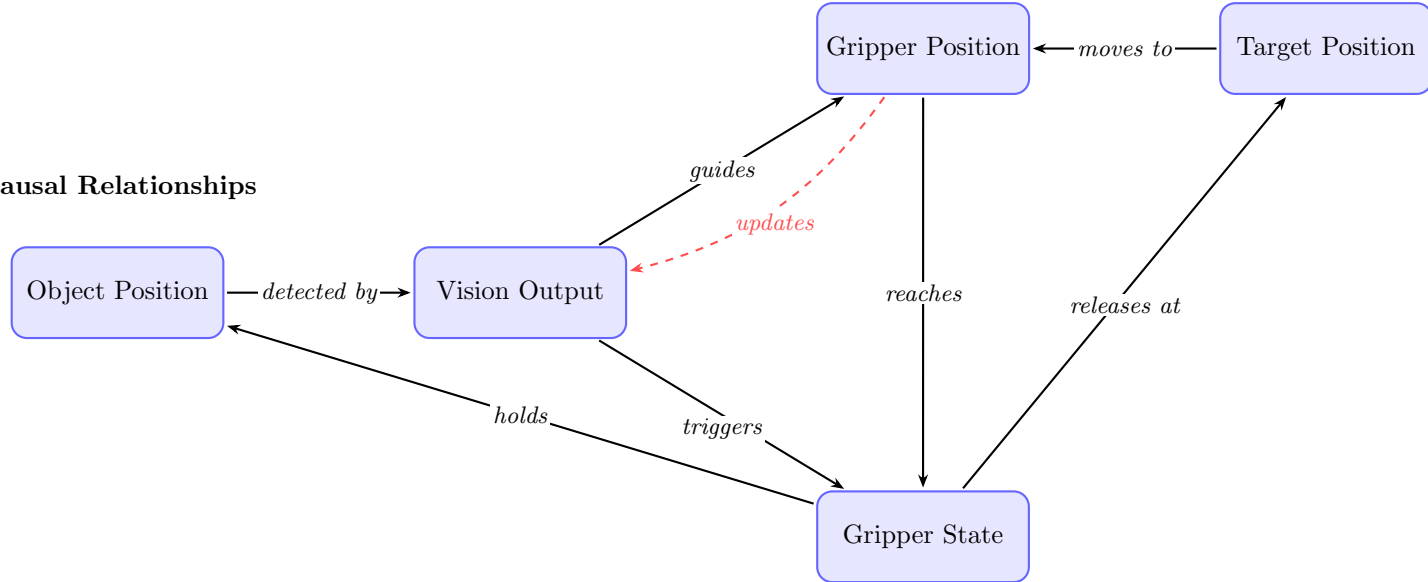 Gripper Position
moves to
Target Position
guides
ausal Relationships
updates
Object Position
detected by
Vision Output
reaches
releases at
holds
triggers
Gripper State